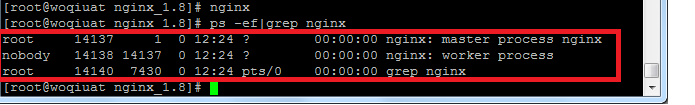 [root@woqiuat nginx_1.8]# nginx
[root@woqiuat nginx_1.8]# ps -ef|grep nginx
root     14137     1  0 12:24 ?        00:00:00 nginx: master process nginx
nobody   14138 14137  0 12:24 ?        00:00:00 nginx: worker process
root     14140  7430  0 12:24 pts/0    00:00:00 grep nginx
[root@woqiuat nginx_1.8]#